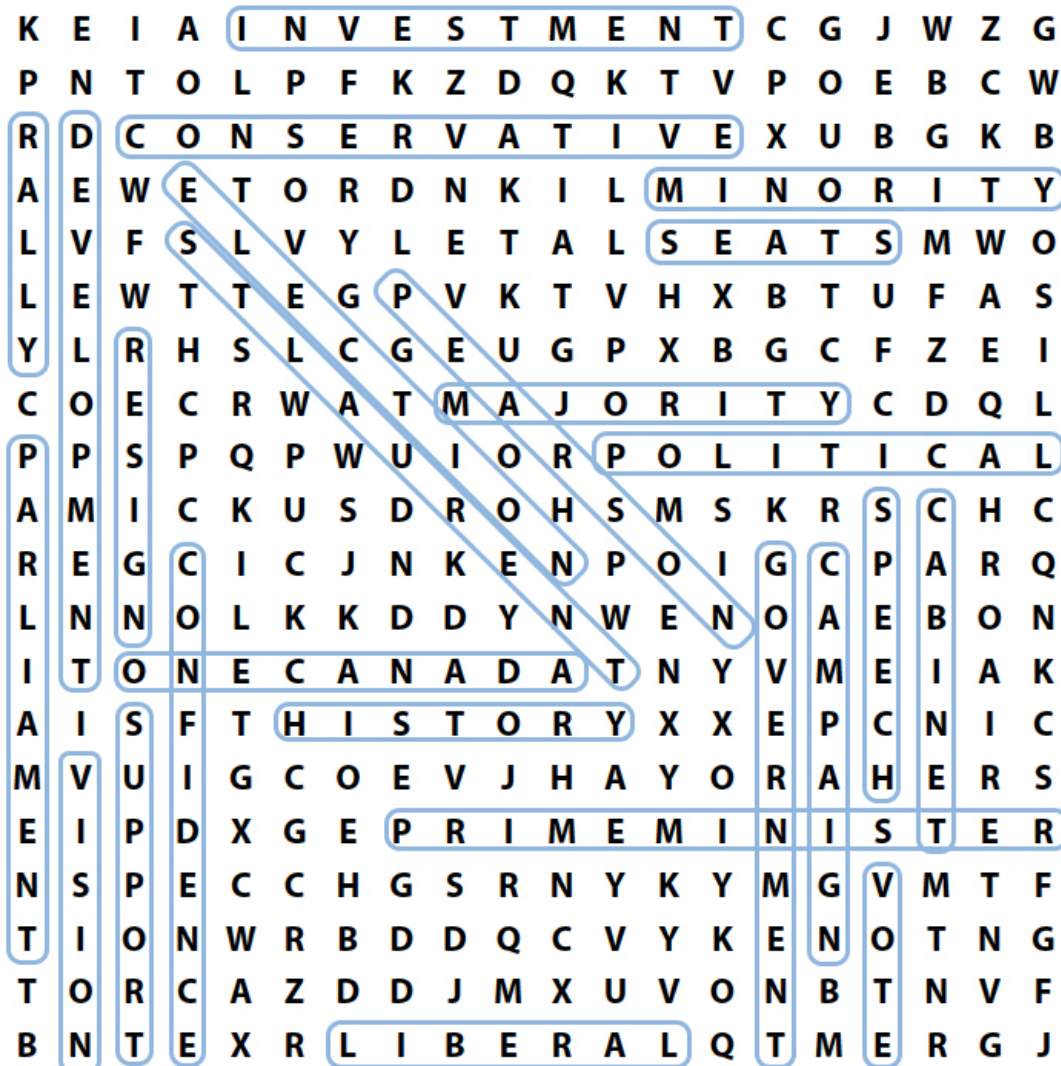 K E I A I N V E S T M E N T C G J W Z G
P N T O L P F K Z D Q K T V P O E B C W
R D C O N S E R V A T I V E X U B G K B
A E W E T O R D N K I L M I N O R I T Y
L V F S L V Y L E T A L S E A T S M W O
L E W T T E G P V K T V H X B T U F A S
Y L R H S L C G E U G P X B G C F Z E I
C O E C R W A T M A J O R I T Y C D Q L
P P S P Q P W U I O R P O L I T I C A L
A M I C K U S D R O H S M S K R S C H C
R E G C I C J N K E N P O I G C P A R Q
L N N O L K K D D Y N W E N O A E B O N
I T O N E C A N A D A T N Y V M E I A K
A I S F T H I S T O R Y X X E P C N I C
M V U I G C O E V J H A Y O R A H E R S
E I P D X G E P R I M E M I N I S T E R
N S P E C C H G S R N Y K Y M G V M T F
T I O N W R B D D Q C V Y K E N O T N G
T O R C A Z D D J M X U V O N B T N V F
B N T E X R L I B E R A L Q T M E R G J